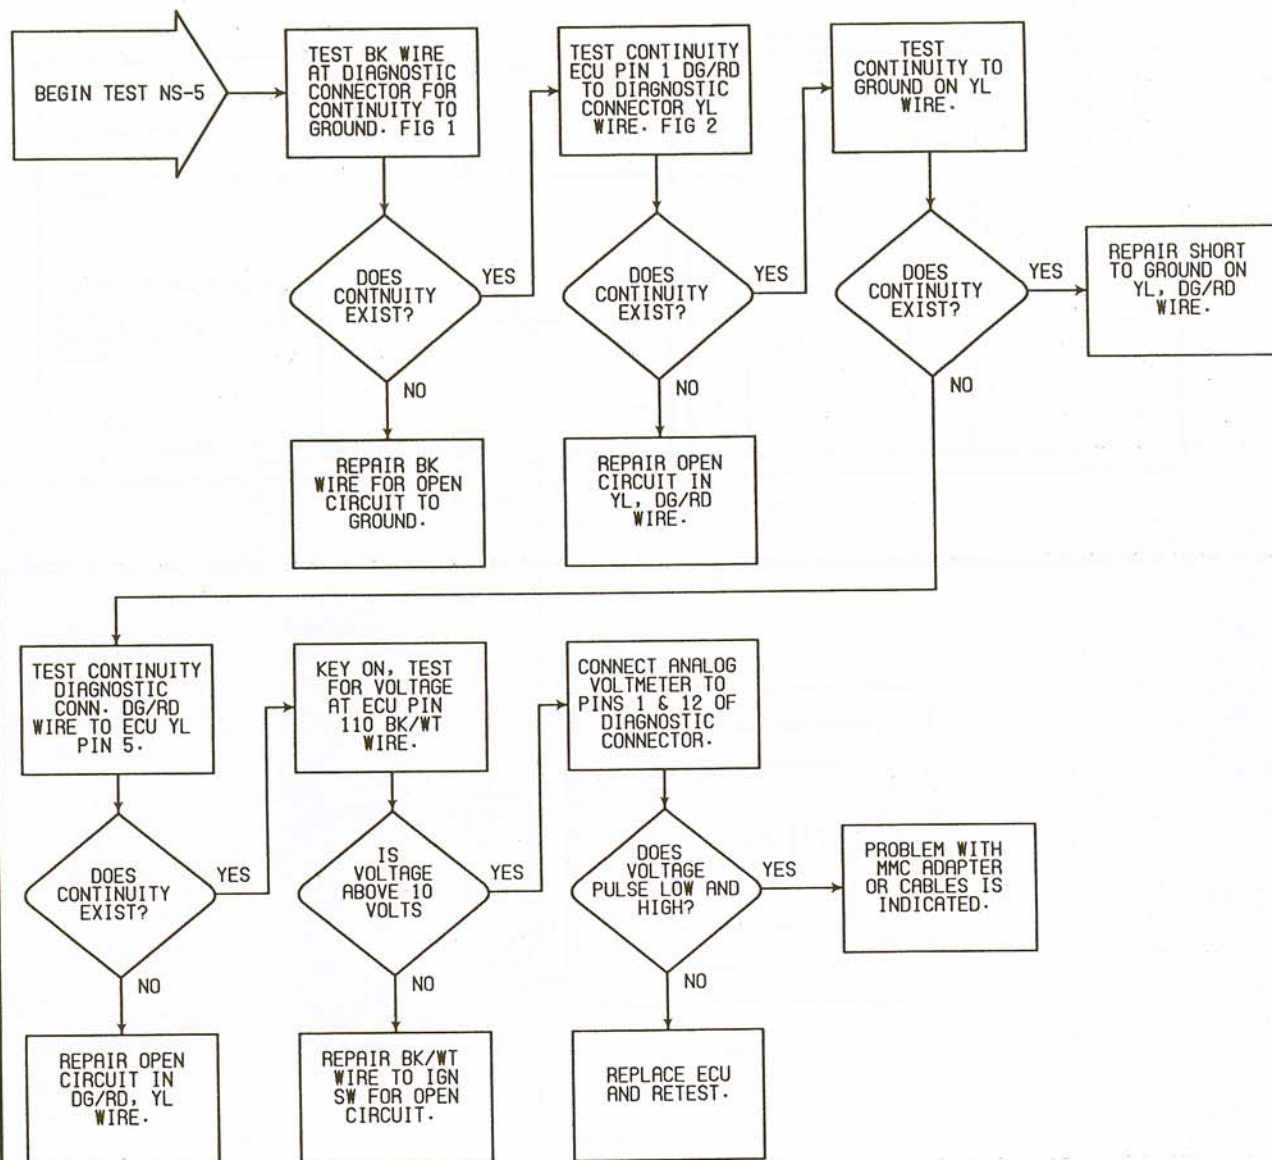 BEGIN TEST NS-5
TEST BK WIRE
AT DIAGNOSTIC
CONNECTOR FOR
CONTINUITY TO
GROUND. FIG 1
DOES
CONTNUITY
EXIST?
YES
NO
REPAIR BK
WIRE FOR OPEN
CIRCUIT TO
GROUND.
TEST CONTINUITY
ECU PIN 1 DG/RD
TO DIAGNOSTIC
CONNECTOR YL
WIRE. FIG 2
DOES
CONTINUITY
EXIST?
YES
NO
REPAIR OPEN
CIRCUIT IN
YL, DG/RD
WIRE.
TEST
CONTINUITY TO
GROUND ON YL
WIRE.
DOES
CONTINUITY
EXIST?
YES
NO
REPAIR SHORT
TO GROUND ON
YL, DG/RD
WIRE.
TEST CONTINUITY
DIAGNOSTIC
CONN. DG/RD
WIRE TO ECU YL
PIN 5.
DOES
CONTINUITY
EXIST?
YES
NO
REPAIR OPEN
CIRCUIT IN
DG/RD, YL
WIRE.
KEY ON, TEST
FOR VOLTAGE
AT ECU PIN
110 BK/WT
WIRE.
IS
VOLTAGE
ABOVE 10
VOLTS
YES
NO
REPAIR BK/WT
WIRE TO IGN
SW FOR OPEN
CIRCUIT.
CONNECT ANALOG
VOLTMETER TO
PINS 1 & 12 OF
DIAGNOSTIC
CONNECTOR.
DOES
VOLTAGE
PULSE LOW AND
HIGH?
YES
NO
PROBLEM WITH
MMC ADAPTER
OR CABLES IS
INDICATED.
REPLACE ECU
AND RETEST.